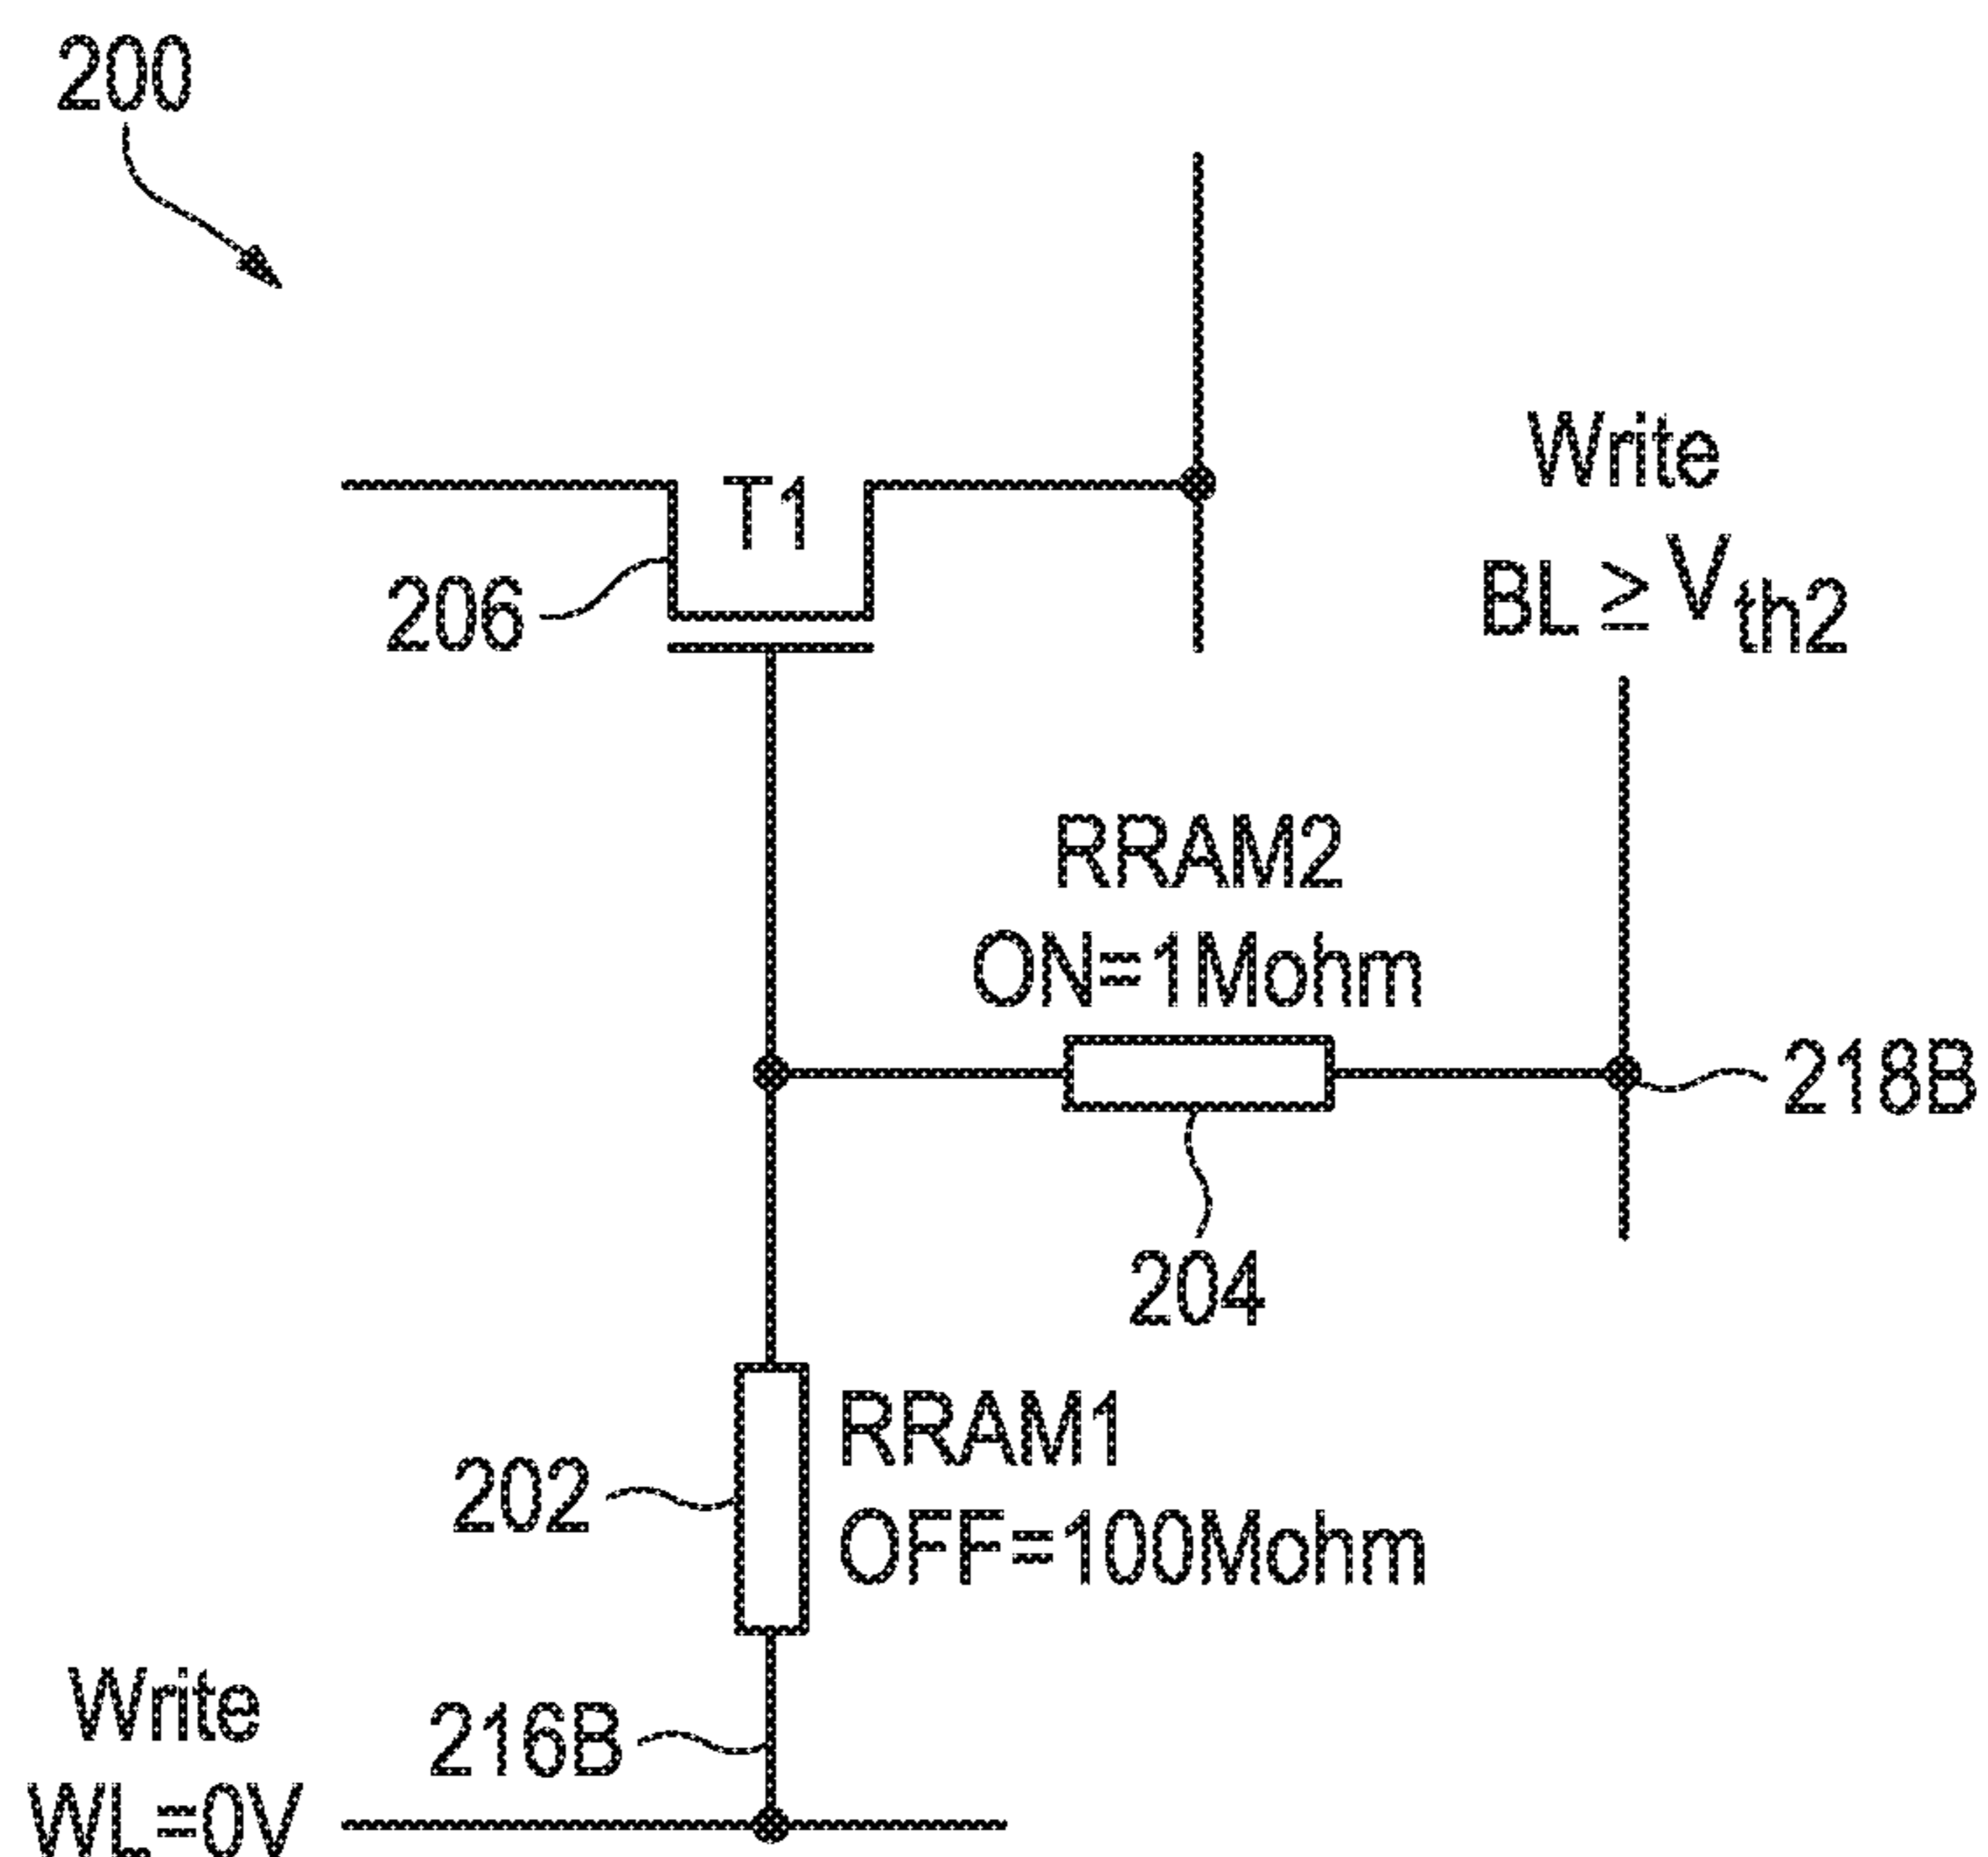 200
T1
206
Write
BL ≥ Vth2
RRAM2
ON=1Mohm
218B
204
RRAM1
OFF=100Mohm
202
216B
Write
WL=0V